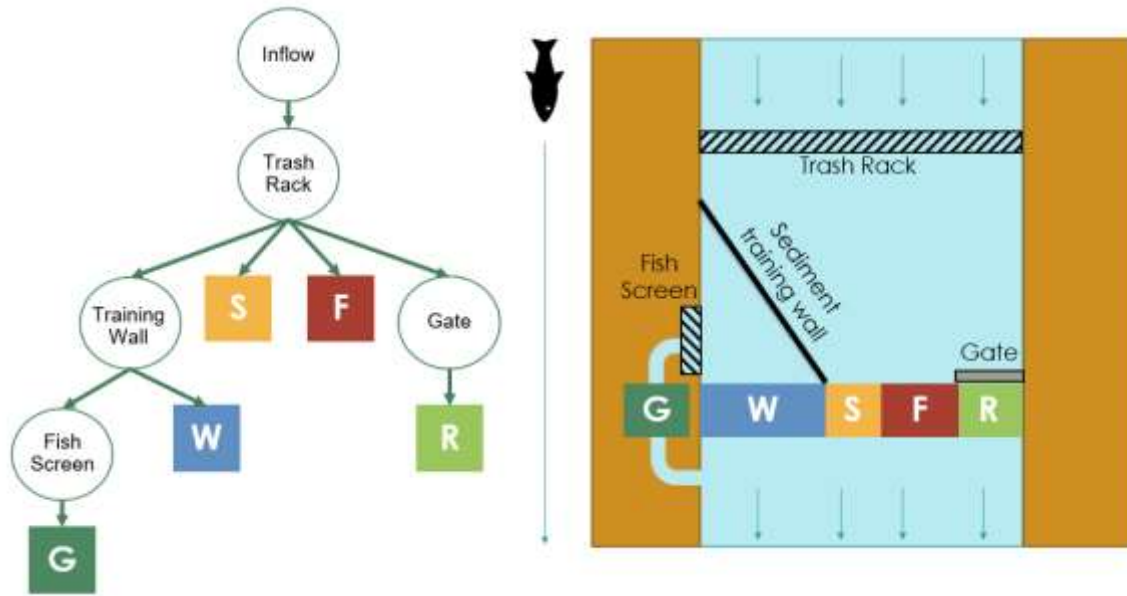 Inflow
Trash
Rack
Training
Wall
S
F
Gate
Fish
Screen
W
R
G
Trash Rack
Sediment
training wall
Fish
Screen
Gate
G
W
S
F
R